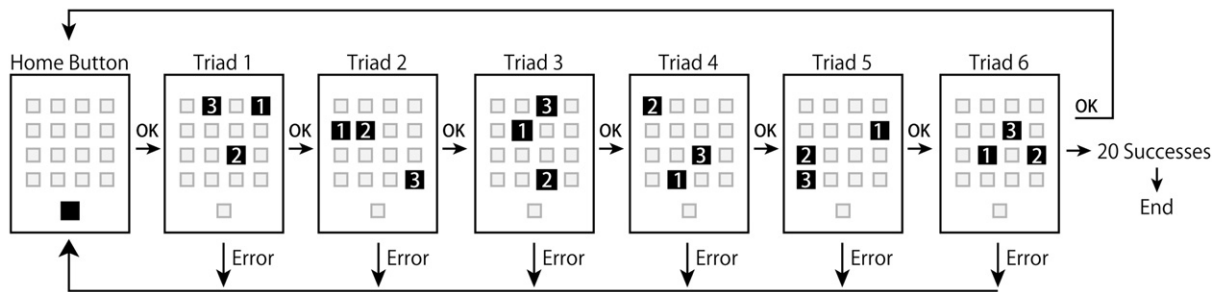 Home Button
Triad 1
Triad 2
Triad 3
Triad 4
Triad 5
Triad 6
3 1
2
1 2
3
3
1
2
2
3
1
1
2
3
3
1 2
OK
OK
OK
OK
OK
OK
OK
20 Successes
End
Error
Error
Error
Error
Error
Error